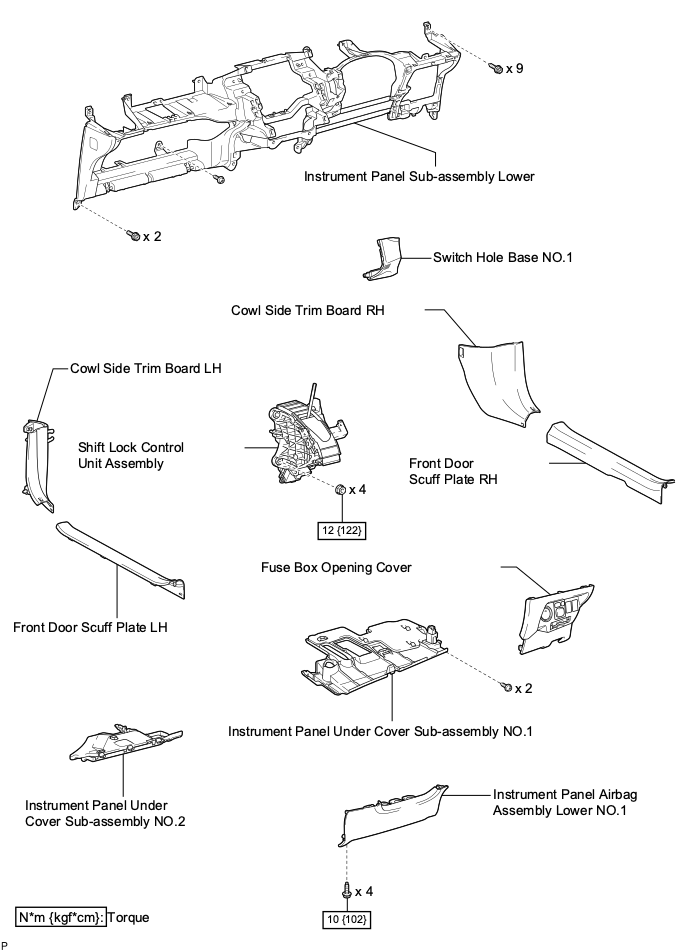 x 9
Instrument Panel Sub-assembly Lower
x 2
Switch Hole Base NO.1
Cowl Side Trim Board RH
Cowl Side Trim Board LH
Shift Lock Control
Unit Assembly
Front Door
Scuff Plate RH
x 4
12 {122}
Fuse Box Opening Cover
Front Door Scuff Plate LH
x 2
Instrument Panel Under Cover Sub-assembly NO.1
Instrument Panel Under
Cover Sub-assembly NO.2
Instrument Panel Airbag
Assembly Lower NO.1
x 4
10 {102}
N*m {kgf*cm}: Torque
P